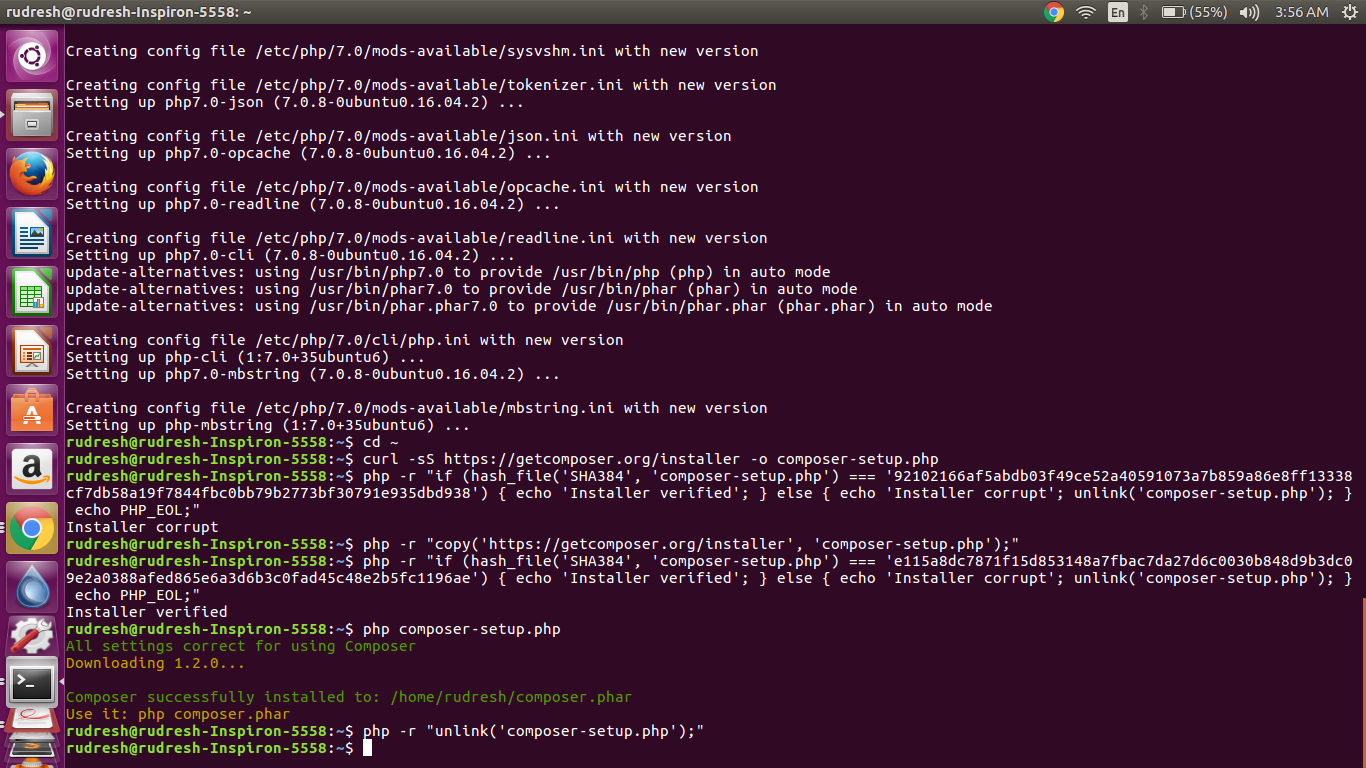 rudresh@rudresh-Inspiron-5558: ~
En
(55%)
3:56 AM
Creating config file /etc/php/7.0/mods-available/sysvshm.ini with new version
Creating config file /etc/php/7.0/mods-available/tokenizer.ini with new version
Setting up php7.0-json (7.0.8-0ubuntu0.16.04.2) ...
Creating config file /etc/php/7.0/mods-available/json.ini with new version
Setting up php7.0-opcache (7.0.8-0ubuntu0.16.04.2) ...
Creating config file /etc/php/7.0/mods-available/opcache.ini with new version
Setting up php7.0-readline (7.0.8-0ubuntu0.16.04.2) ...
Creating config file /etc/php/7.0/mods-available/readline.ini with new version
Setting up php7.0-cli (7.0.8-0ubuntu0.16.04.2) ...
update-alternatives: using /usr/bin/php7.0 to provide /usr/bin/php (php) in auto mode
update-alternatives: using /usr/bin/phar7.0 to provide /usr/bin/phar (phar) in auto mode
update-alternatives: using /usr/bin/phar.phar7.0 to provide /usr/bin/phar.phar (phar.phar) in auto mode
Creating config file /etc/php/7.0/cli/php.ini with new version
Setting up php-cli (1:7.0+35ubuntu6) ...
Setting up php7.0-mbstring (7.0.8-0ubuntu0.16.04.2) ...
Creating config file /etc/php/7.0/mods-available/mbstring.ini with new version
Setting up php-mbstring (1:7.0+35ubuntu6) ...
rudresh@rudresh-Inspiron-5558:~$ cd ~
rudresh@rudresh-Inspiron-5558:~$ curl -sS https://getcomposer.org/installer -o composer-setup.php
rudresh@rudresh-Inspiron-5558:~$ php -r "if (hash_file('SHA384', 'composer-setup.php') === '92102166af5abdb03f49ce52a40591073a7b859a86e8ff13338
cf7db58a19f7844fbc0bb79b2773bf30791e935dbd938') { echo 'Installer verified'; } else { echo 'Installer corrupt'; unlink('composer-setup.php'); }
echo PHP_EOL;"
Installer corrupt
rudresh@rudresh-Inspiron-5558:~$ php -r "copy('https://getcomposer.org/installer', 'composer-setup.php');"
rudresh@rudresh-Inspiron-5558:~$ php -r "if (hash_file('SHA384', 'composer-setup.php') === 'e115a8dc7871f15d853148a7fbac7da27d6c0030b848d9b3dc0
9e2a0388afed865e6a3d6b3c0fad45c48e2b5fc1196ae') { echo 'Installer verified'; } else { echo 'Installer corrupt'; unlink('composer-setup.php'); }
echo PHP_EOL;"
Installer verified
rudresh@rudresh-Inspiron-5558:~$ php composer-setup.php
All settings correct for using Composer
Downloading 1.2.0...
Composer successfully installed to: /home/rudresh/composer.phar
Use it: php composer.phar
rudresh@rudresh-Inspiron-5558:~$ php -r "unlink('composer-setup.php');"
rudresh@rudresh-Inspiron-5558:~$